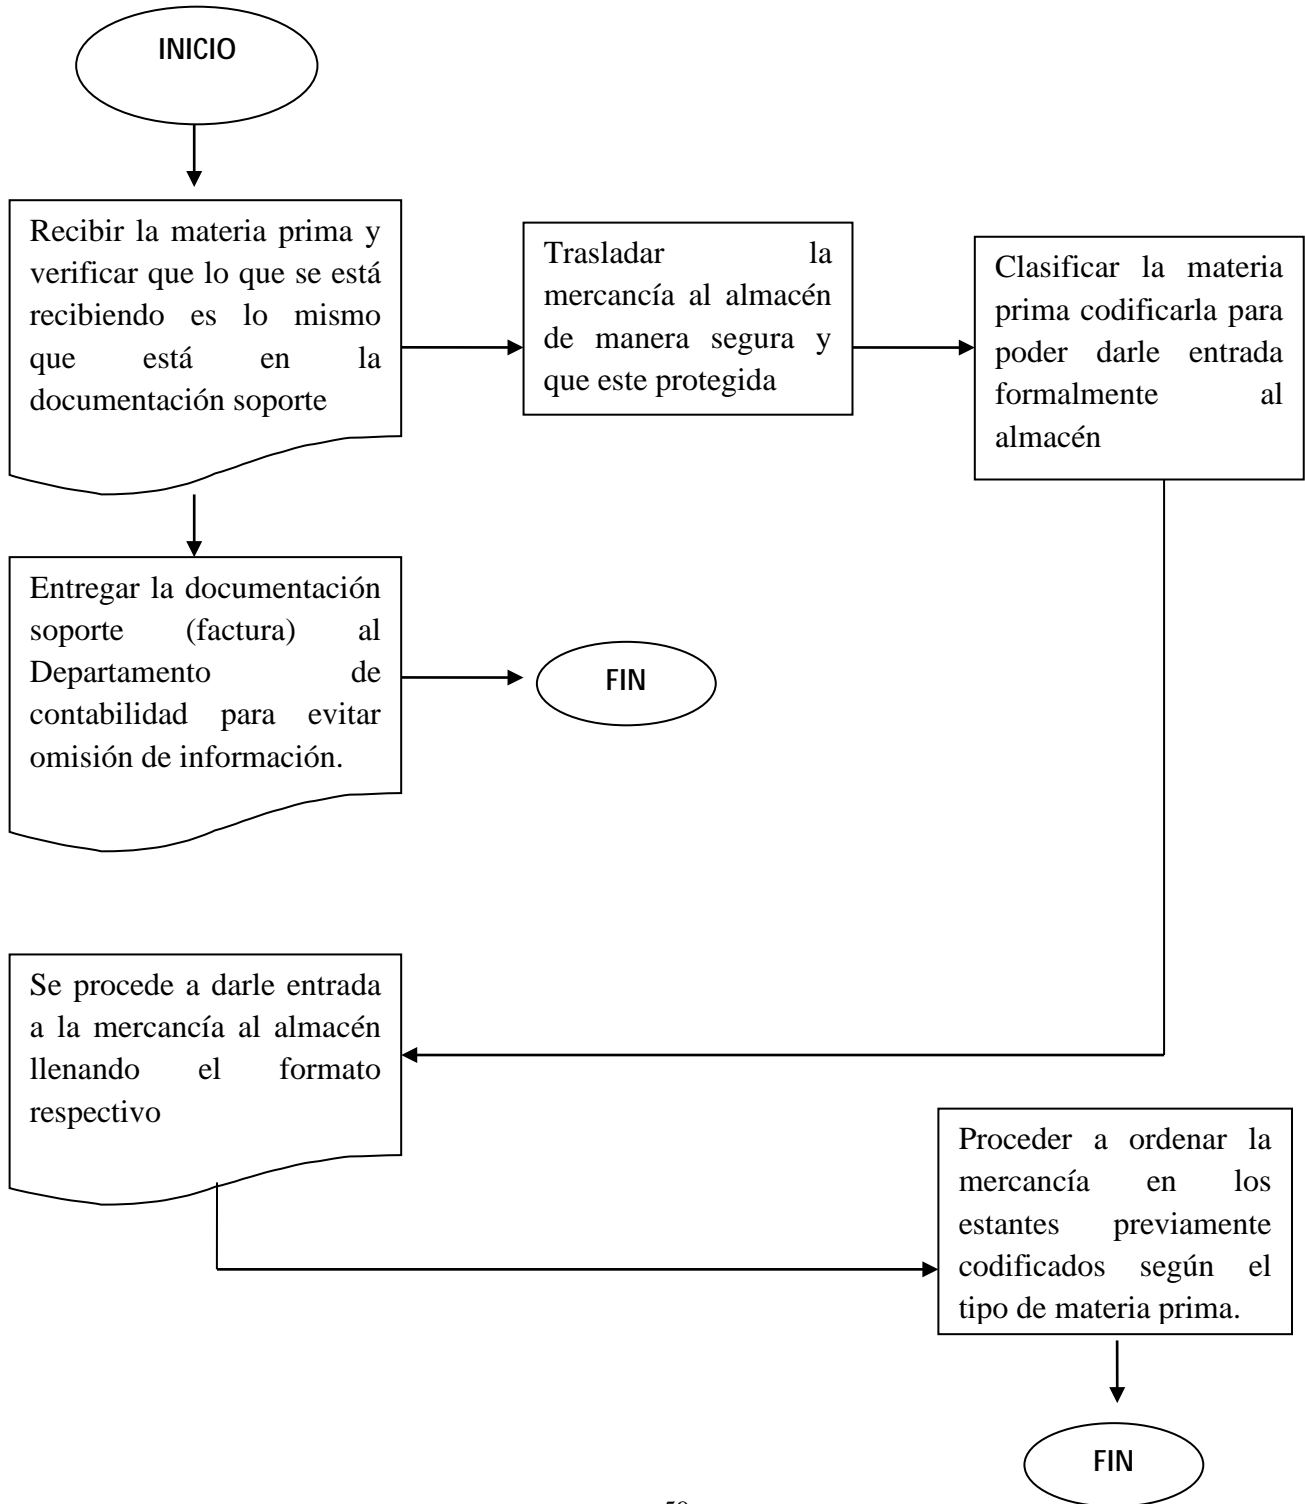 INICIO
Recibir la materia prima y
verificar que lo que se está
recibiendo es lo mismo
que está en la
documentación soporte
Trasladar la
mercancía al almacén
de manera segura y
que este protegida
Clasificar la materia
prima codificarla para
poder darle entrada
formalmente al
almacén
Entregar la documentación
soporte (factura) al
Departamento de
contabilidad para evitar
omisión de información.
FIN
Se procede a darle entrada
a la mercancía al almacén
llenando el formato
respectivo
Proceder a ordenar la
mercancía en los
estantes previamente
codificados según el
tipo de materia prima.
FIN